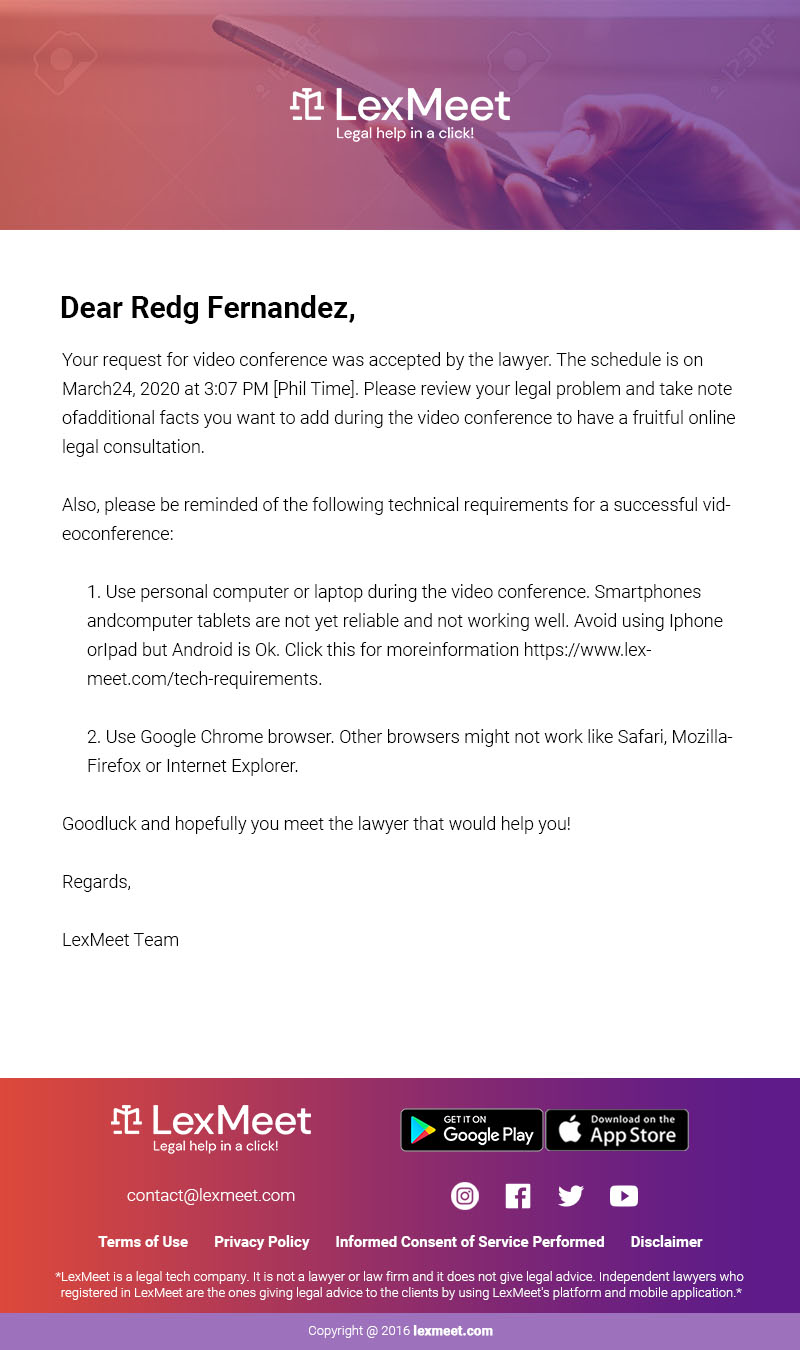 123RF
123RF
LexMeet
Legal help in a click!
Dear Redg Fernandez,
Your request for video conference was accepted by the lawyer. The schedule is on
March24, 2020 at 3:07 PM [Phil Time]. Please review your legal problem and take note
ofadditional facts you want to add during the video conference to have a fruitful online
legal consultation.
Also, please be reminded of the following technical requirements for a successful vid-
eoconference:
1. Use personal computer or laptop during the video conference. Smartphones
andcomputer tablets are not yet reliable and not working well. Avoid using Iphone
orIpad but Android is Ok. Click this for moreinformation https://www.lex-
meet.com/tech-requirements.
2. Use Google Chrome browser. Other browsers might not work like Safari, Mozilla-
Firefox or Internet Explorer.
Goodluck and hopefully you meet the lawyer that would help you!
Regards,
LexMeet Team
LexMeet
Legal help in a click!
GET IT ON
Google Play
Download on the
App Store
contact@lexmeet.com
Terms of Use Privacy Policy Informed Consent of Service Performed Disclaimer
*LexMeet is a legal tech company. It is not a lawyer or law firm and it does not give legal advice. Independent lawyers who
registered in LexMeet are the ones giving legal advice to the clients by using LexMeet's platform and mobile application.*
Copyright @ 2016 lexmeet.com